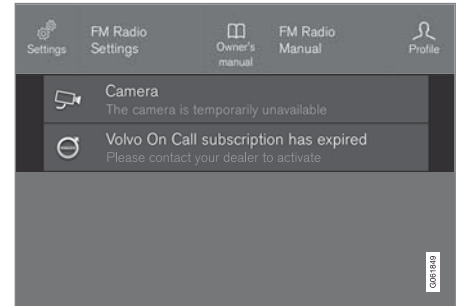 Settings
FM Radio
Settings
Owner's
manual
FM Radio
Manual
Profile
Camera
The camera is temporarily unavailable
Volvo On Call subscription has expired
Please contact your dealer to activate
G061849